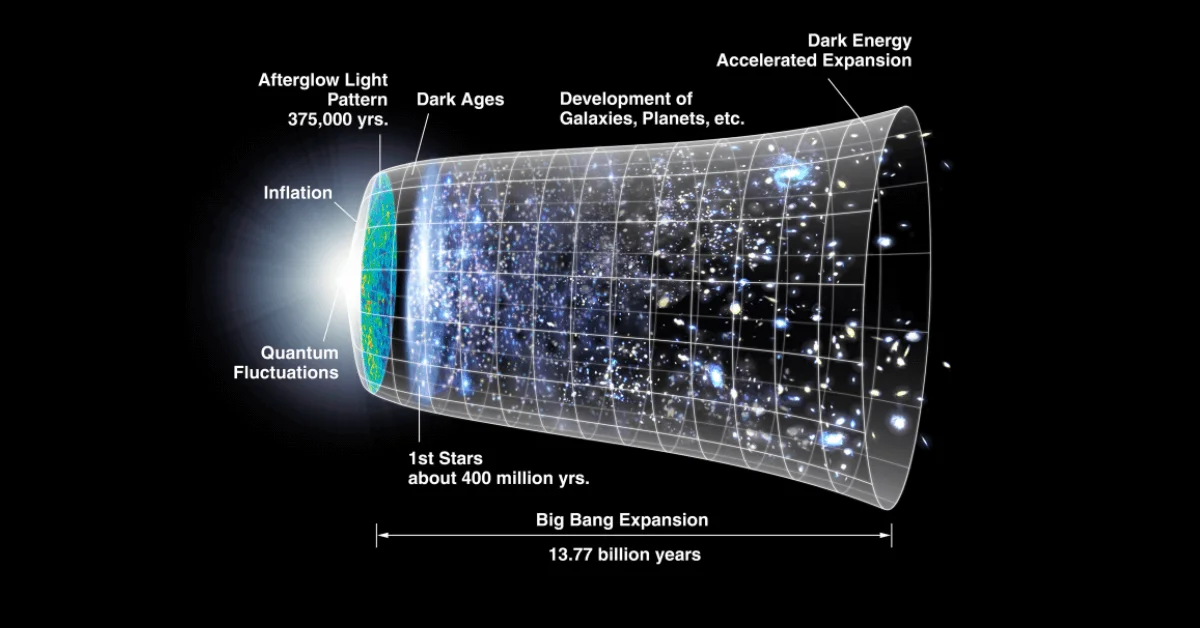 Dark Energy
Accelerated Expansion
Afterglow Light
Pattern
375,000 yrs.
Dark Ages
Development of
Galaxies, Planets, etc.
Inflation
Quantum
Fluctuations
1st Stars
about 400 million yrs.
Big Bang Expansion
13.77 billion years